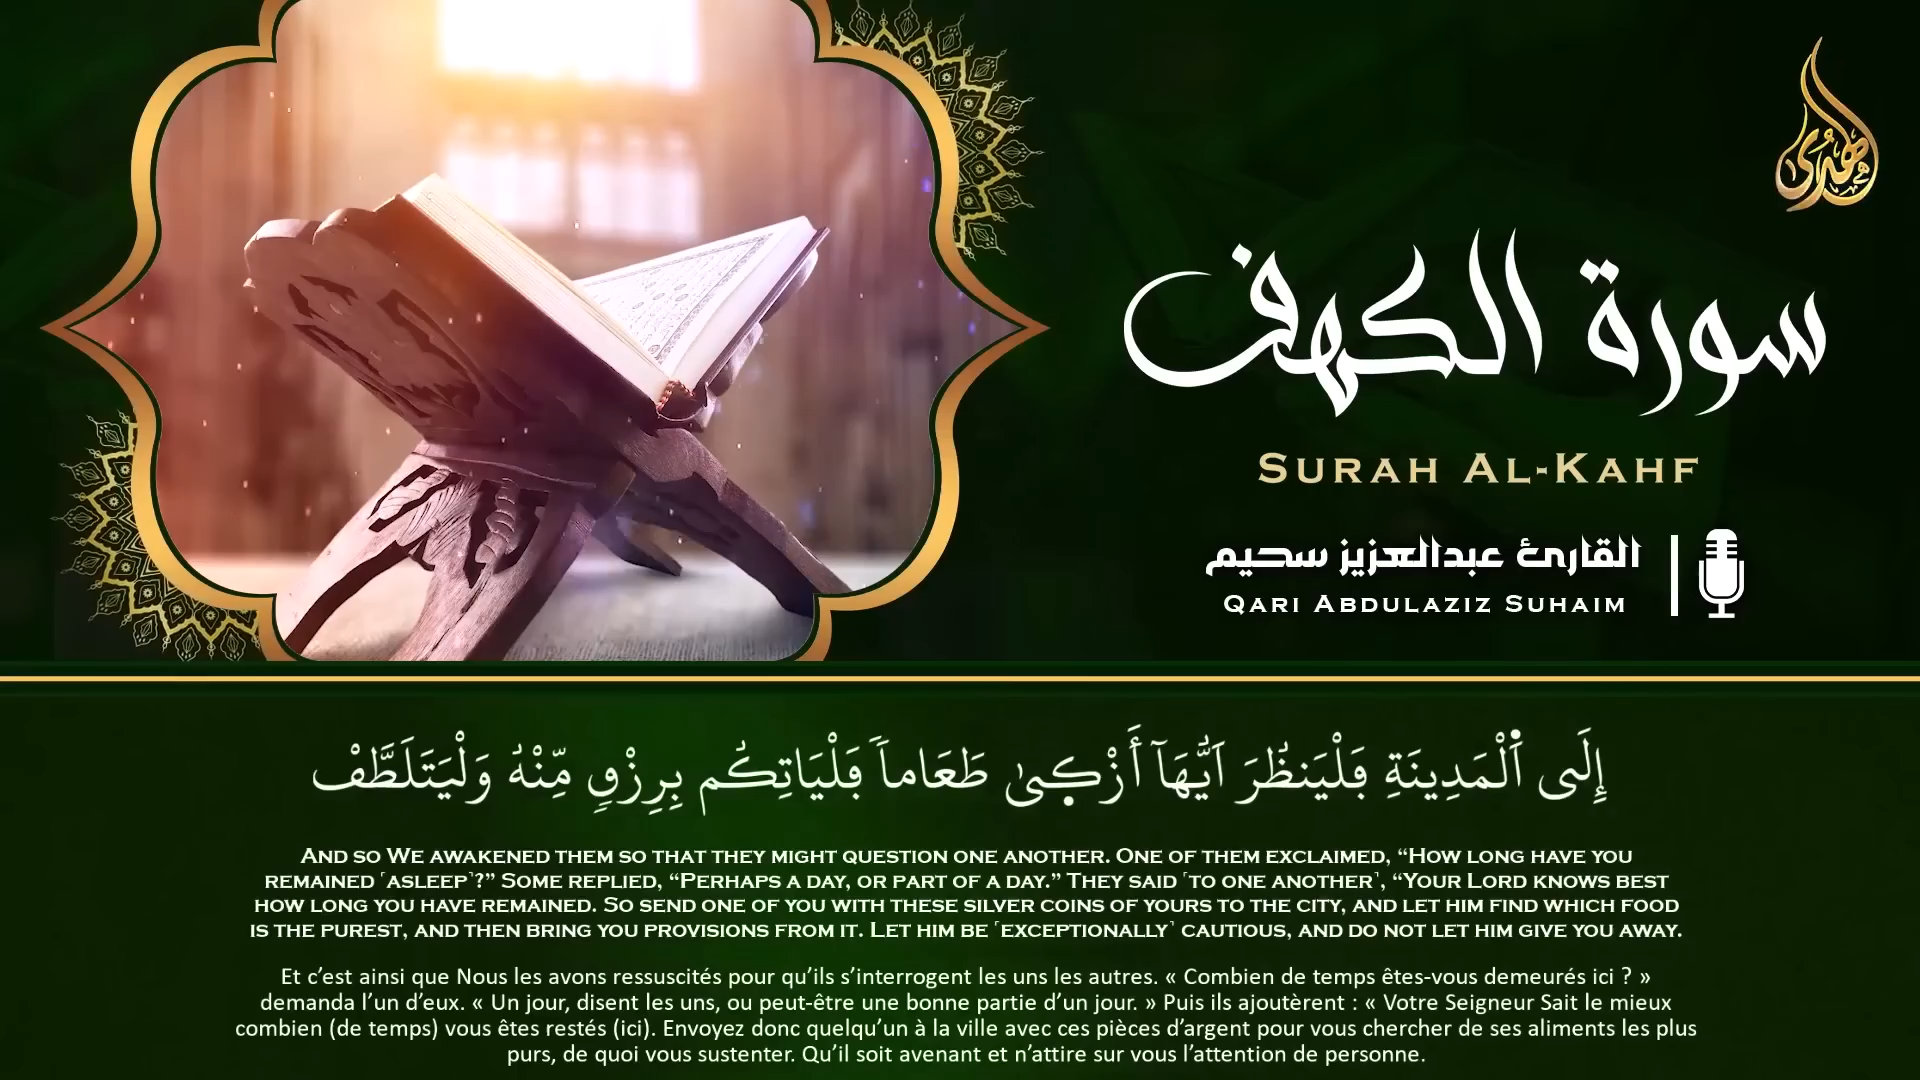 الهدى
سورة الكهف
SURAH AL-KAHF
القارئ عبدالعزيز سحيم
QARI ABDULAZIZ SUHAIM
إِلَى اَ۬لْمَدِينَةِ فَلْيَنظُرَ اَيُّهَآ أَزْك۪ىٰ طَعَاماٗ فَلْيَاتِكُم بِرِزْقٖ مِّنْهُ وَلْيَتَلَطَّفْ
AND SO WE AWAKENED THEM SO THAT THEY MIGHT QUESTION ONE ANOTHER. ONE OF THEM EXCLAIMED, “HOW LONG HAVE YOU
REMAINED ˹ASLEEP˺?” SOME REPLIED, “PERHAPS A DAY, OR PART OF A DAY.” THEY SAID ˹TO ONE ANOTHER˺, “YOUR LORD KNOWS BEST
HOW LONG YOU HAVE REMAINED. SO SEND ONE OF YOU WITH THESE SILVER COINS OF YOURS TO THE CITY, AND LET HIM FIND WHICH FOOD
IS THE PUREST, AND THEN BRING YOU PROVISIONS FROM IT. LET HIM BE ˹EXCEPTIONALLY˺ CAUTIOUS, AND DO NOT LET HIM GIVE YOU AWAY.
Et c’est ainsi que Nous les avons ressuscités pour qu’ils s’interrogent les uns les autres. « Combien de temps êtes-vous demeurés ici ? »
demanda l’un d’eux. « Un jour, disent les uns, ou peut-être une bonne partie d’un jour. » Puis ils ajoutèrent : « Votre Seigneur Sait le mieux
combien (de temps) vous êtes restés (ici). Envoyez donc quelqu’un à la ville avec ces pièces d’argent pour vous chercher de ses aliments les plus
purs, de quoi vous sustenter. Qu’il soit avenant et n’attire sur vous l’attention de personne.